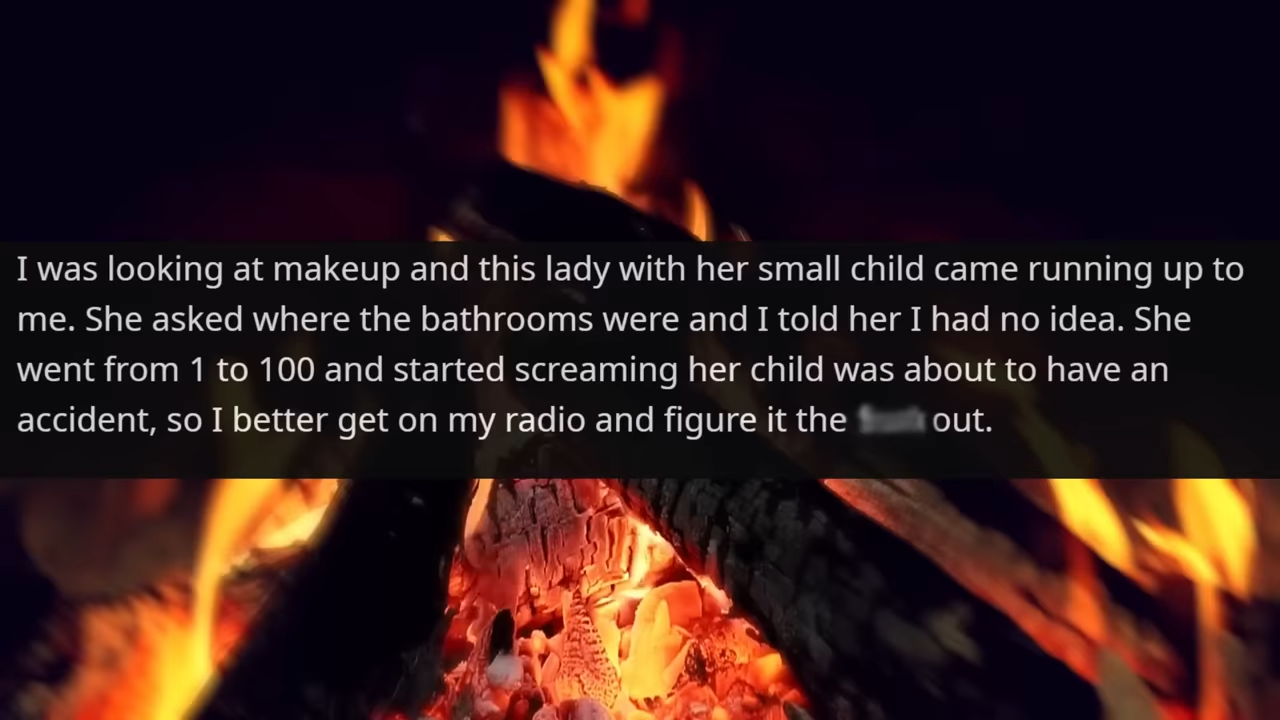 I was looking at makeup and this lady with her small child came running up to
me. She asked where the bathrooms were and I told her I had no idea. She
went from 1 to 100 and started screaming her child was about to have an
accident, so I better get on my radio and figure it the out.